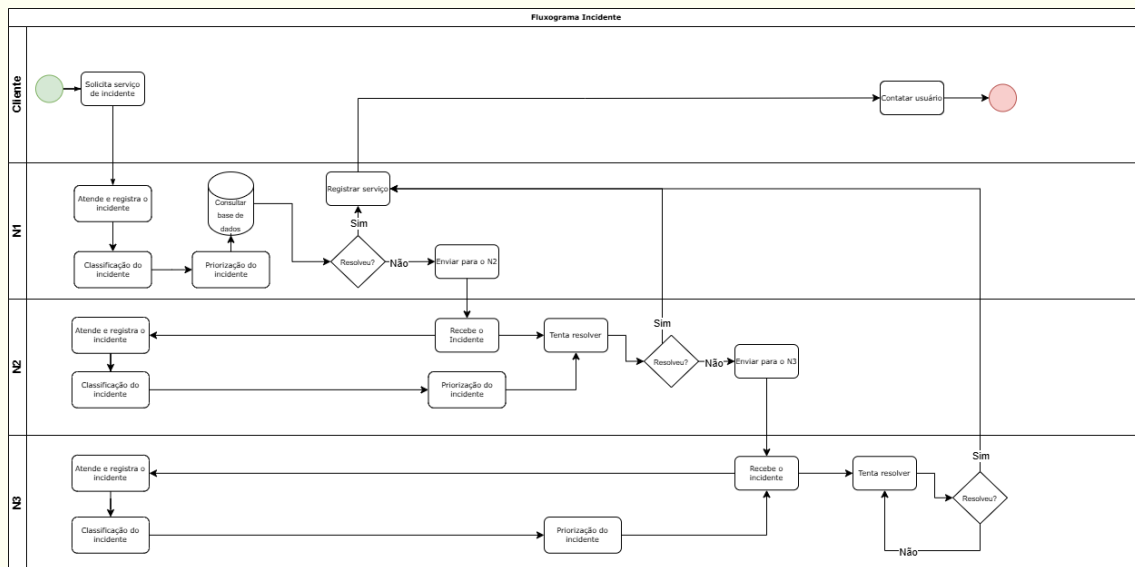 Fluxograma Incidente
Cliente
Solicita serviço
de incidente
Contatar usuário
N1
Atende e registra o
incidente
Consultar
base de
dados
Registrar serviço
Sim
Classificação do
incidente
Priorização do
incidente
Resolveu?
Não
Enviar para o N2
N2
Atende e registra o
incidente
Recebe o
Incidente
Tenta resolver
Sim
Resolveu?
Não
Enviar para o N3
Classificação do
incidente
Priorização do
incidente
N3
Atende e registra o
incidente
Recebe o
incidente
Tenta resolver
Sim
Resolveu?
Classificação do
incidente
Priorização do
incidente
Não